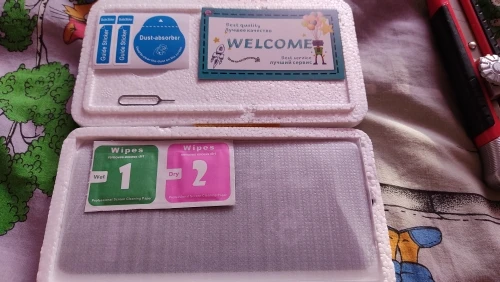 Guide Sticker
Guide Sticker
Dust-absorber
Best quality
лучшее качество
WELCOME
Best service
лучший сервис
Wipes
Wet
1
Wipes
Dry
2